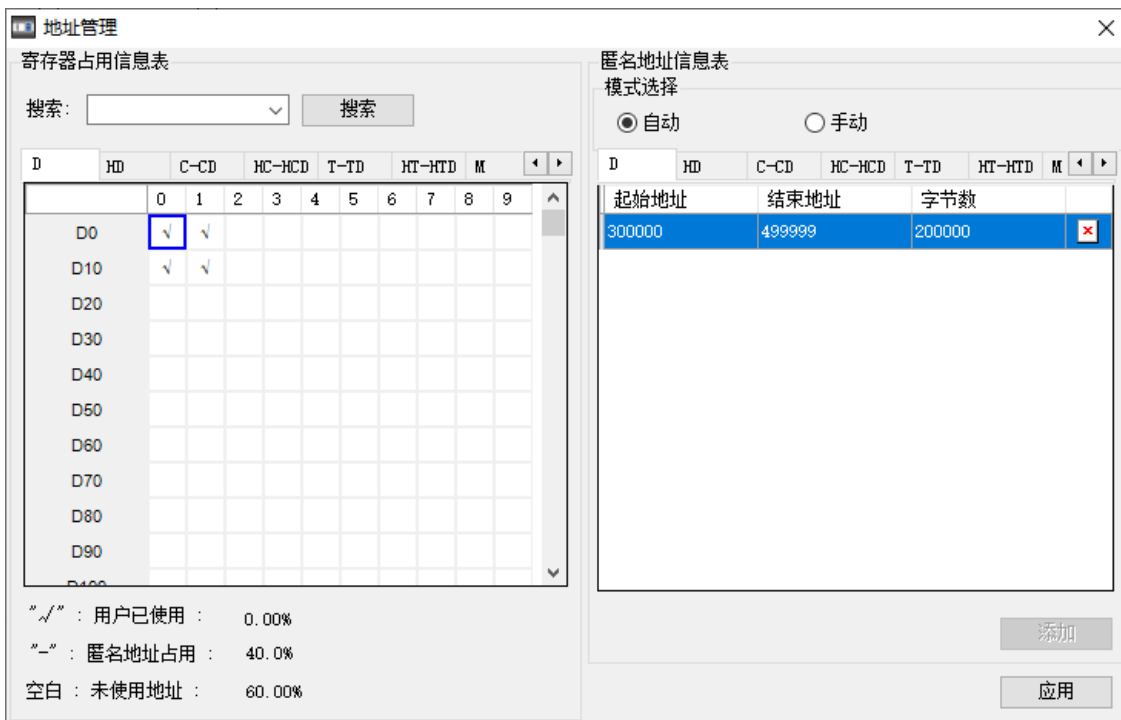 地址管理
寄存器占用信息表
搜索: 搜索
D HD C-CD HC-HCD T-TD HT-HTD M
0 1 2 3 4 5 6 7 8 9
D0 √ √
D10 √ √
D20
D30
D40
D50
D60
D70
D80
D90
D100
"√" : 用户已使用 : 0.00%
"-" : 匿名地址占用 : 40.0%
空白 : 未使用地址 : 60.00%
匿名地址信息表
模式选择
自动 手动
D HD C-CD HC-HCD T-TD HT-HTD M
起始地址 结束地址 字节数
300000 499999 200000
添加
应用